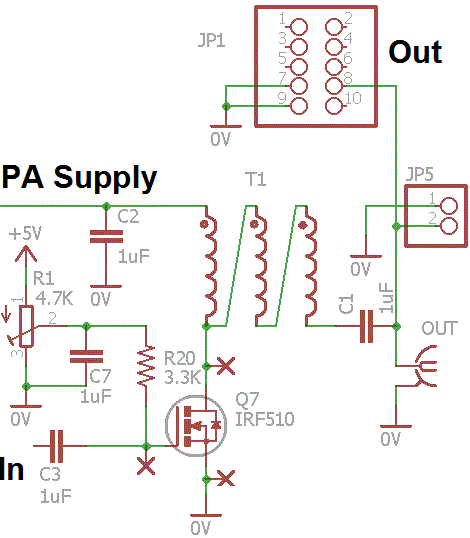 JP1
1 2
3 4
5 6
7 8
9 10
Out
0V
PA Supply
T1
JP5
1
2
C2
1uF
+5V
0V
0V
R1
4.7K
1
2
3
C1
1uF
OUT
C7
1uF
R20
3.3K
0V
Q7
IRF510
0V
In
C3
1uF
0V